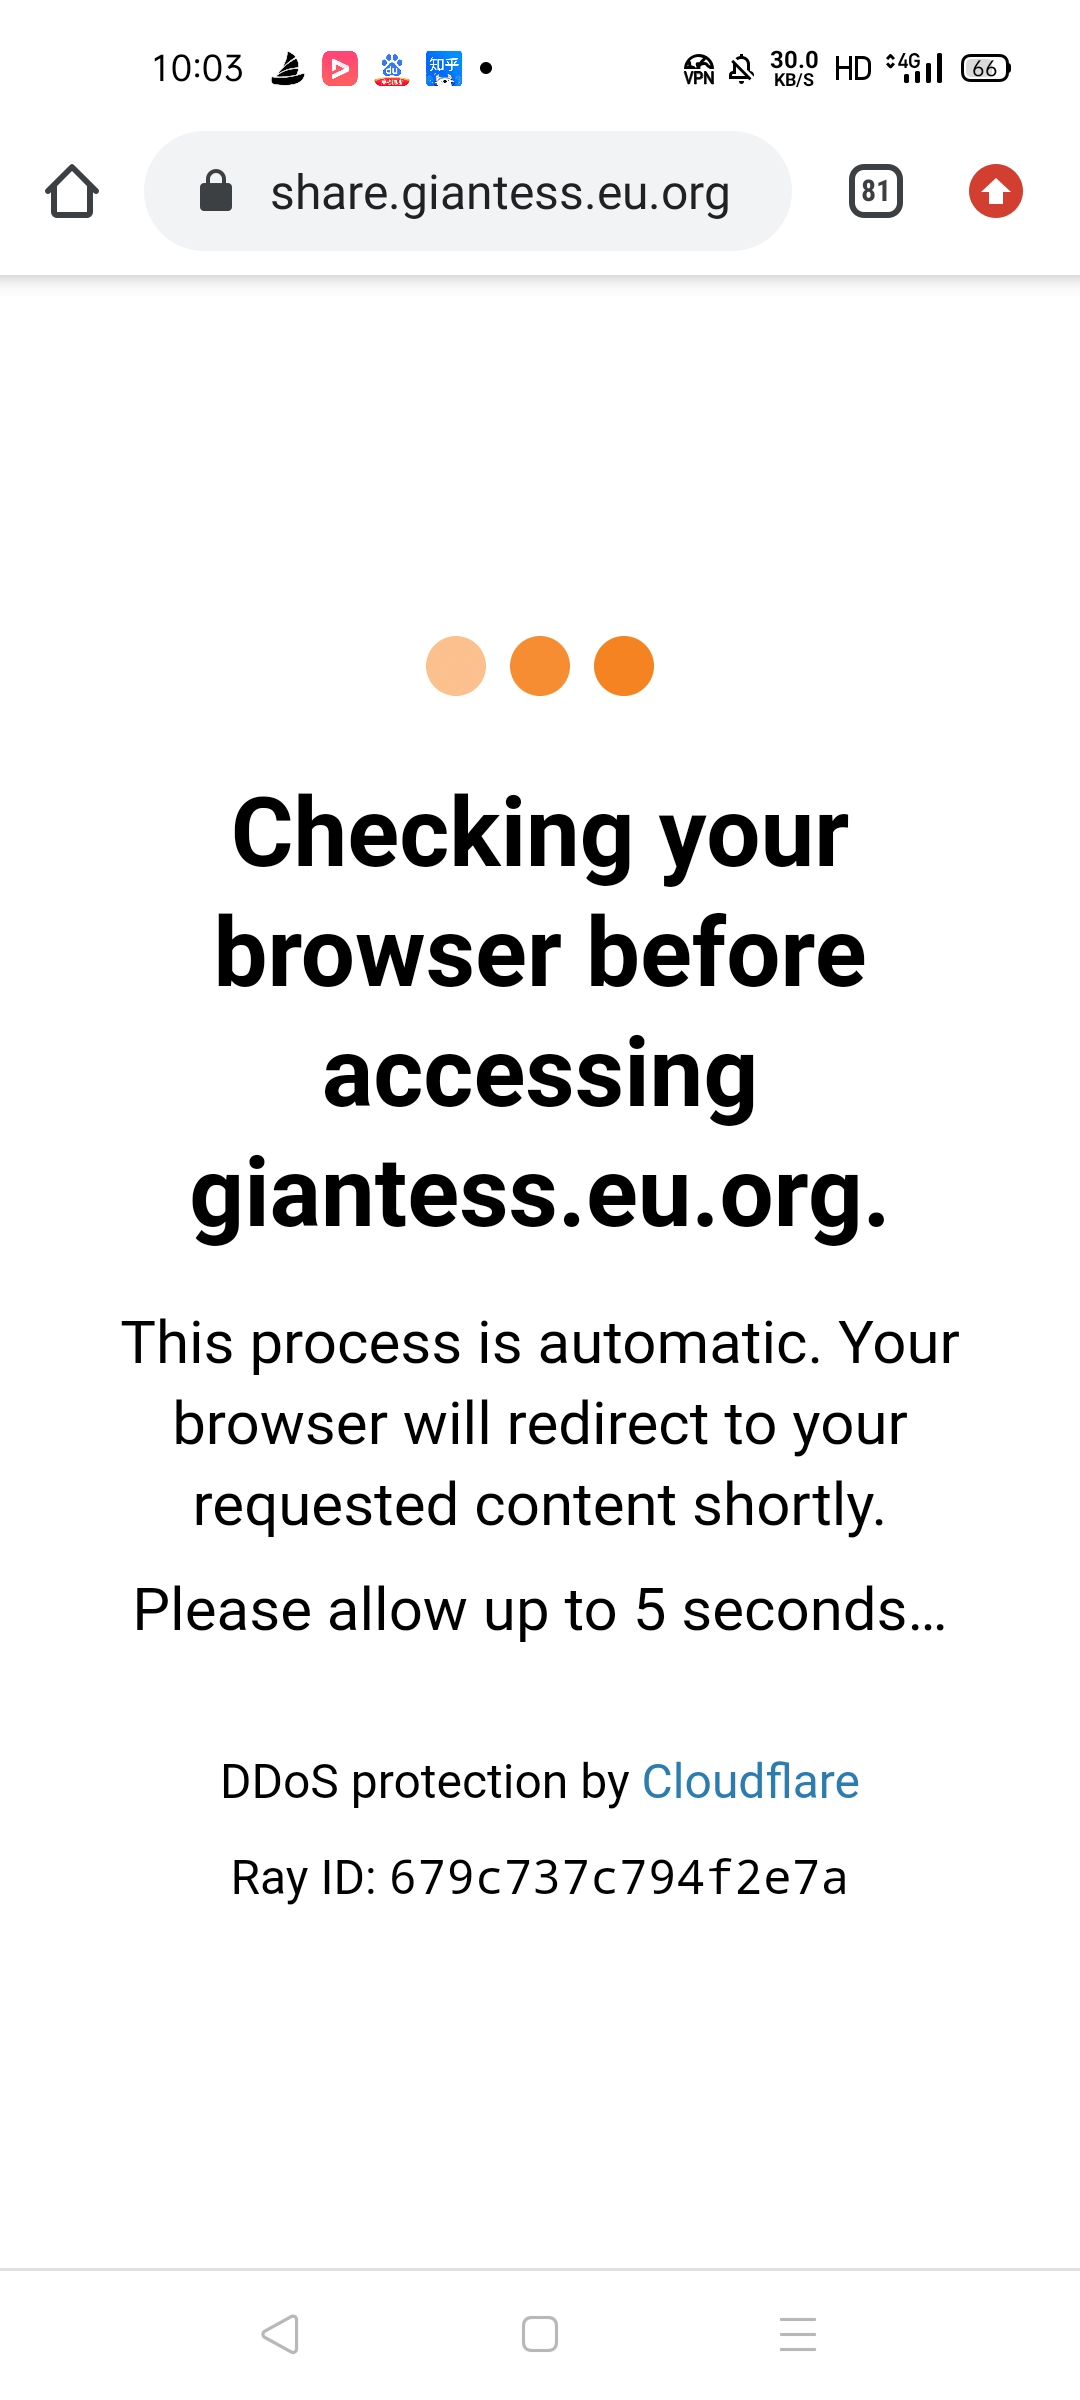 10:03
du
知乎
VPN
30.0
KB/S
HD
4G
66
share.giantess.eu.org
81
Checking your
browser before
accessing
giantess.eu.org.
This process is automatic. Your
browser will redirect to your
requested content shortly.
Please allow up to 5 seconds…
DDoS protection by Cloudflare
Ray ID: 679c737c794f2e7a